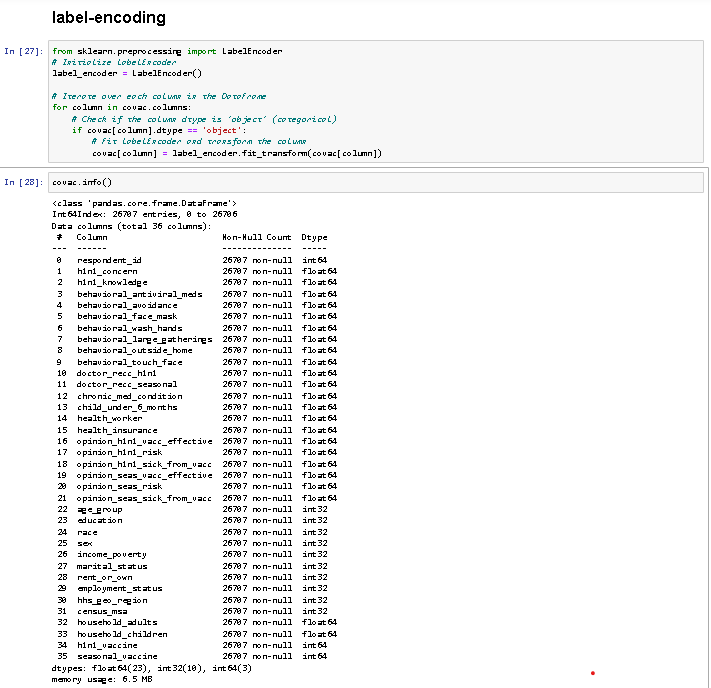 label-encoding
In [27]: from sklearn.preprocessing import LabelEncoder
# Initialize LabelEncoder
label_encoder = LabelEncoder()
# Iterate over each column in the DataFrame
for column in covac.columns:
# Check if the column dtype is 'object' (categorical)
if covac[column].dtype == 'object':
# Fit LabelEncoder and transform the column
covac[column] = label_encoder.fit_transform(covac[column])
In [28]: covac.info()
<class 'pandas.core.frame.DataFrame'>
Int64Index: 26707 entries, 0 to 26706
Data columns (total 36 columns):
# Column Non-Null Count Dtype
--- ------ -------------- -----
0 respondent_id 26707 non-null int64
1 h1n1_concern 26707 non-null float64
2 h1n1_knowledge 26707 non-null float64
3 behavioral_antiviral_meds 26707 non-null float64
4 behavioral_avoidance 26707 non-null float64
5 behavioral_face_mask 26707 non-null float64
6 behavioral_wash_hands 26707 non-null float64
7 behavioral_large_gatherings 26707 non-null float64
8 behavioral_outside_home 26707 non-null float64
9 behavioral_touch_face 26707 non-null float64
10 doctor_recc_h1n1 26707 non-null float64
11 doctor_recc_seasonal 26707 non-null float64
12 chronic_med_condition 26707 non-null float64
13 child_under_6_months 26707 non-null float64
14 health_worker 26707 non-null float64
15 health_insurance 26707 non-null float64
16 opinion_h1n1_vacc_effective 26707 non-null float64
17 opinion_h1n1_risk 26707 non-null float64
18 opinion_h1n1_sick_from_vacc 26707 non-null float64
19 opinion_seas_vacc_effective 26707 non-null float64
20 opinion_seas_risk 26707 non-null float64
21 opinion_seas_sick_from_vacc 26707 non-null float64
22 age_group 26707 non-null int32
23 education 26707 non-null int32
24 race 26707 non-null int32
25 sex 26707 non-null int32
26 income_poverty 26707 non-null int32
27 marital_status 26707 non-null int32
28 rent_or_own 26707 non-null int32
29 employment_status 26707 non-null int32
30 hhs_geo_region 26707 non-null int32
31 census_msa 26707 non-null int32
32 household_adults 26707 non-null float64
33 household_children 26707 non-null float64
34 h1n1_vaccine 26707 non-null int64
35 seasonal_vaccine 26707 non-null int64
dtypes: float64(23), int32(10), int64(3)
memory usage: 6.5 MB